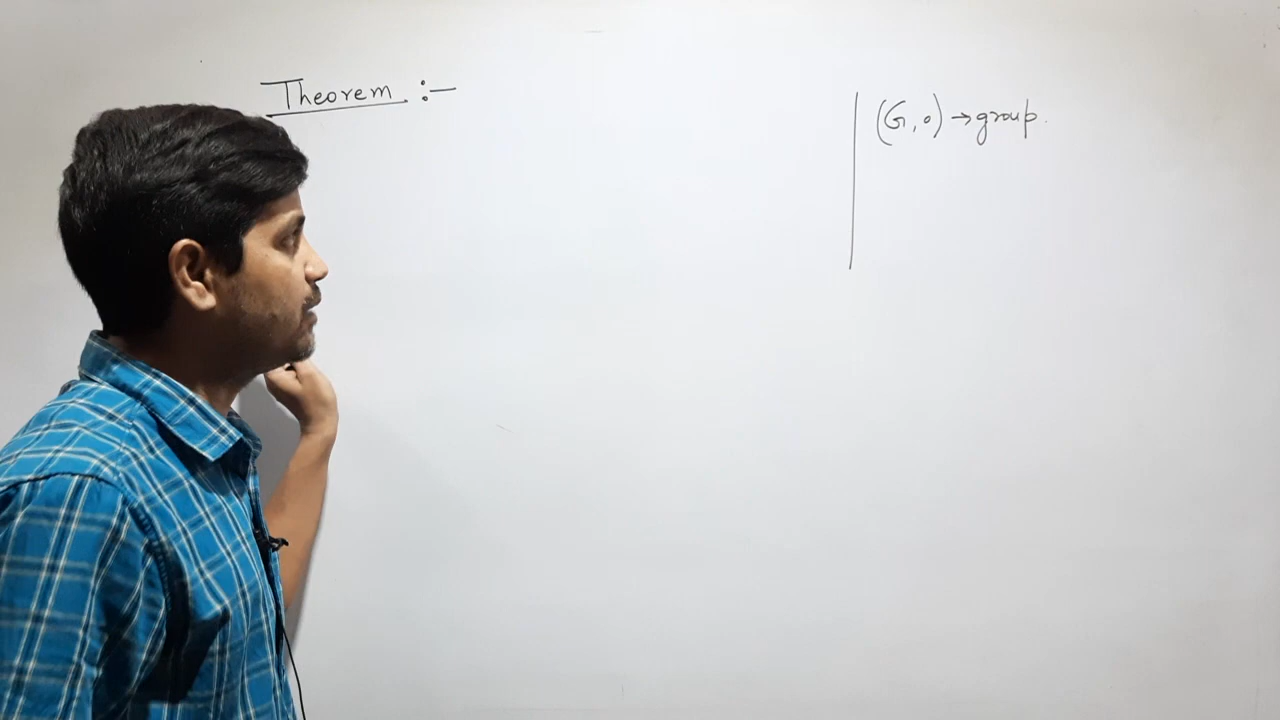 Theorem :-
(G, o) → group.